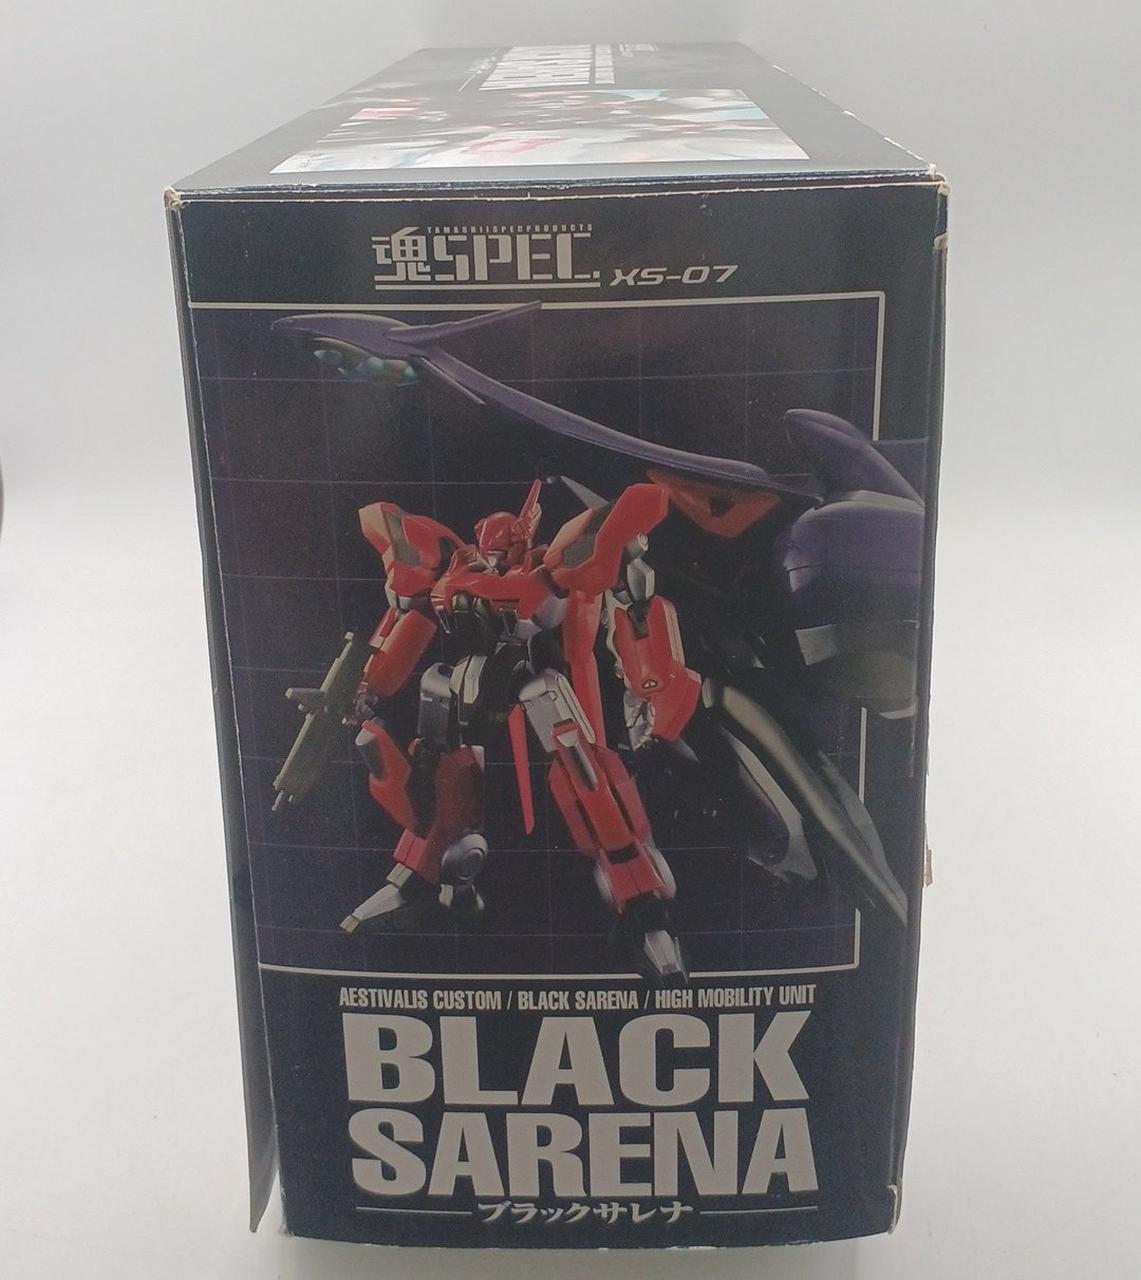 TAMASHII SPEC PRODUCTS
魂SPEC XS-07
AESTIVALIS CUSTOM / BLACK SARENA / HIGH MOBILITY UNIT
BLACK
SARENA
ブラックサレナ